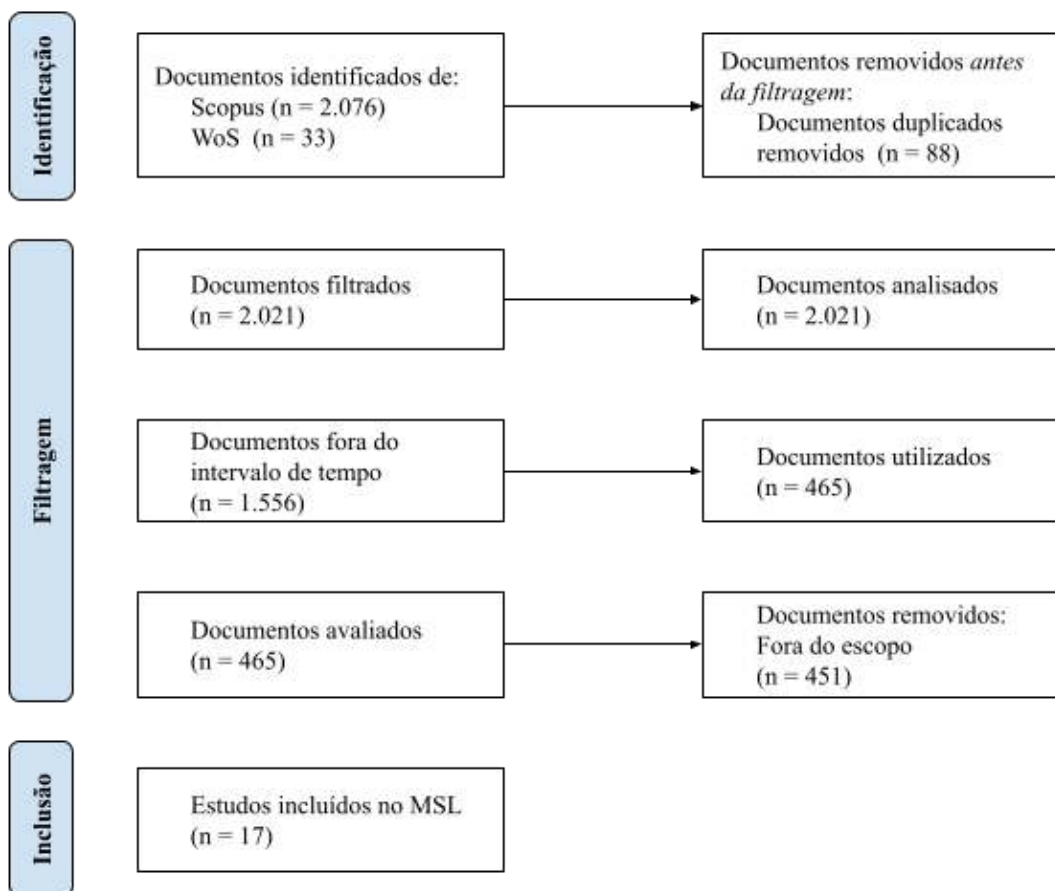 Identificação
Documentos identificados de:
Scopus (n = 2.076)
WoS (n = 33)
Documentos removidos antes
da filtragem:
Documentos duplicados
removidos (n = 88)
Filtragem
Documentos filtrados
(n = 2.021)
Documentos analisados
(n = 2.021)
Documentos fora do
intervalo de tempo
(n = 1.556)
Documentos utilizados
(n = 465)
Documentos avaliados
(n = 465)
Documentos removidos:
Fora do escopo
(n = 451)
Inclusão
Estudos incluídos no MSL
(n = 17)